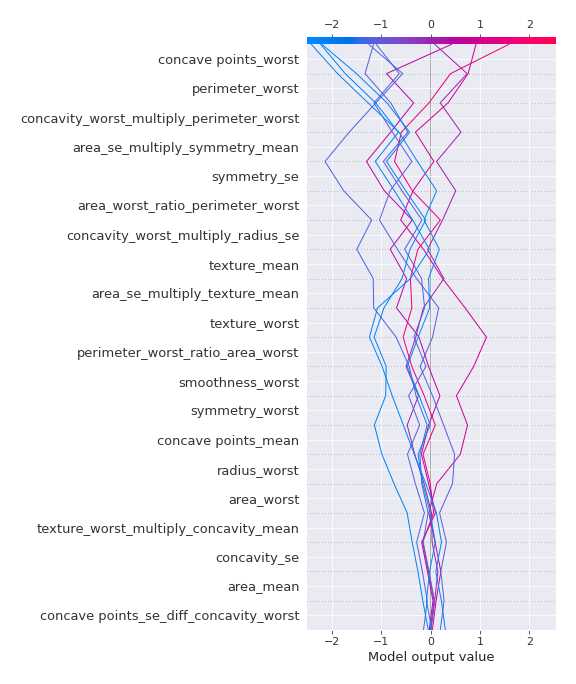 −2 −1 0 1 2
concave points_worst
perimeter_worst
concavity_worst_multiply_perimeter_worst
area_se_multiply_symmetry_mean
symmetry_se
area_worst_ratio_perimeter_worst
concavity_worst_multiply_radius_se
texture_mean
area_se_multiply_texture_mean
texture_worst
perimeter_worst_ratio_area_worst
smoothness_worst
symmetry_worst
concave points_mean
radius_worst
area_worst
texture_worst_multiply_concavity_mean
concavity_se
area_mean
concave points_se_diff_concavity_worst
−2 −1 0 1 2
Model output value